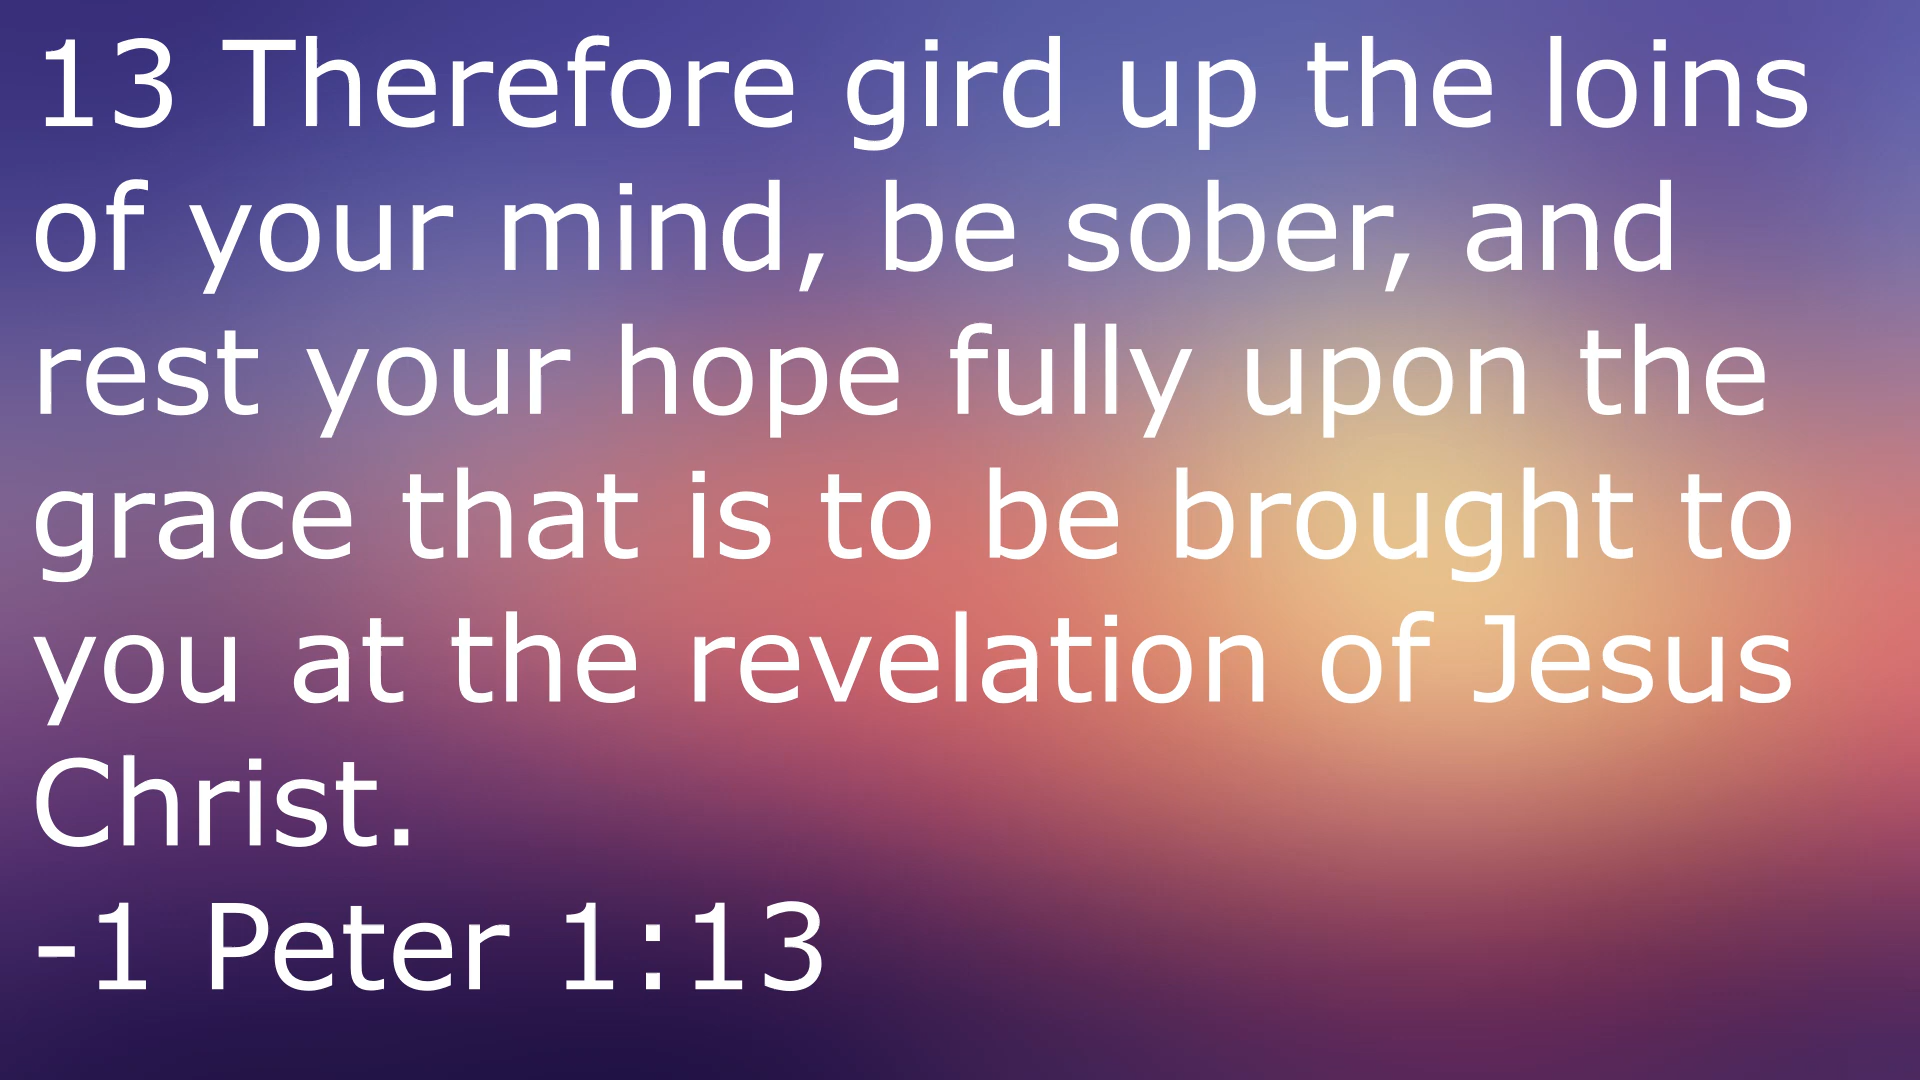 13 Therefore gird up the loins
of your mind, be sober, and
rest your hope fully upon the
grace that is to be brought to
you at the revelation of Jesus
Christ.
-1 Peter 1:13